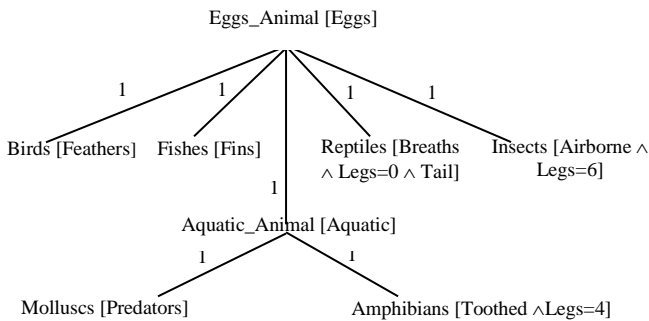 Eggs_Animal [Eggs]
1
1
1
1
Birds [Feathers]
Fishes [Fins]
Reptiles [Breaths
∧ Legs=0 ∧ Tail]
Insects [Airborne ∧
Legs=6]
1
Aquatic_Animal [Aquatic]
1
1
Molluscs [Predators]
Amphibians [Toothed ∧Legs=4]